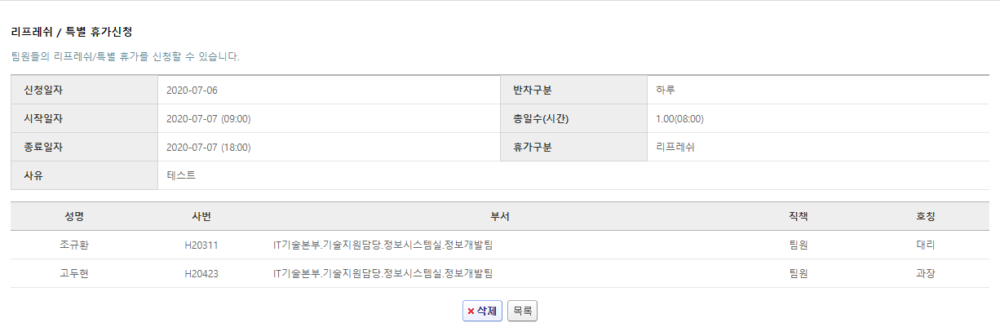 리프레쉬 / 특별 휴가신청
팀원들의 리프레쉬/특별 휴가를 신청할 수 있습니다.
신청일자 2020-07-06 반차구분 하루
시작일자 2020-07-07 (09:00) 총일수(시간) 1.00(08:00)
종료일자 2020-07-07 (18:00) 휴가구분 리프레쉬
사유 테스트
성명 사번 부서 직책 호칭
조규환 H20311 IT기술본부.기술지원담당.정보시스템실.정보개발팀 팀원 대리
고두현 H20423 IT기술본부.기술지원담당.정보시스템실.정보개발팀 팀원 과장
삭제 목록